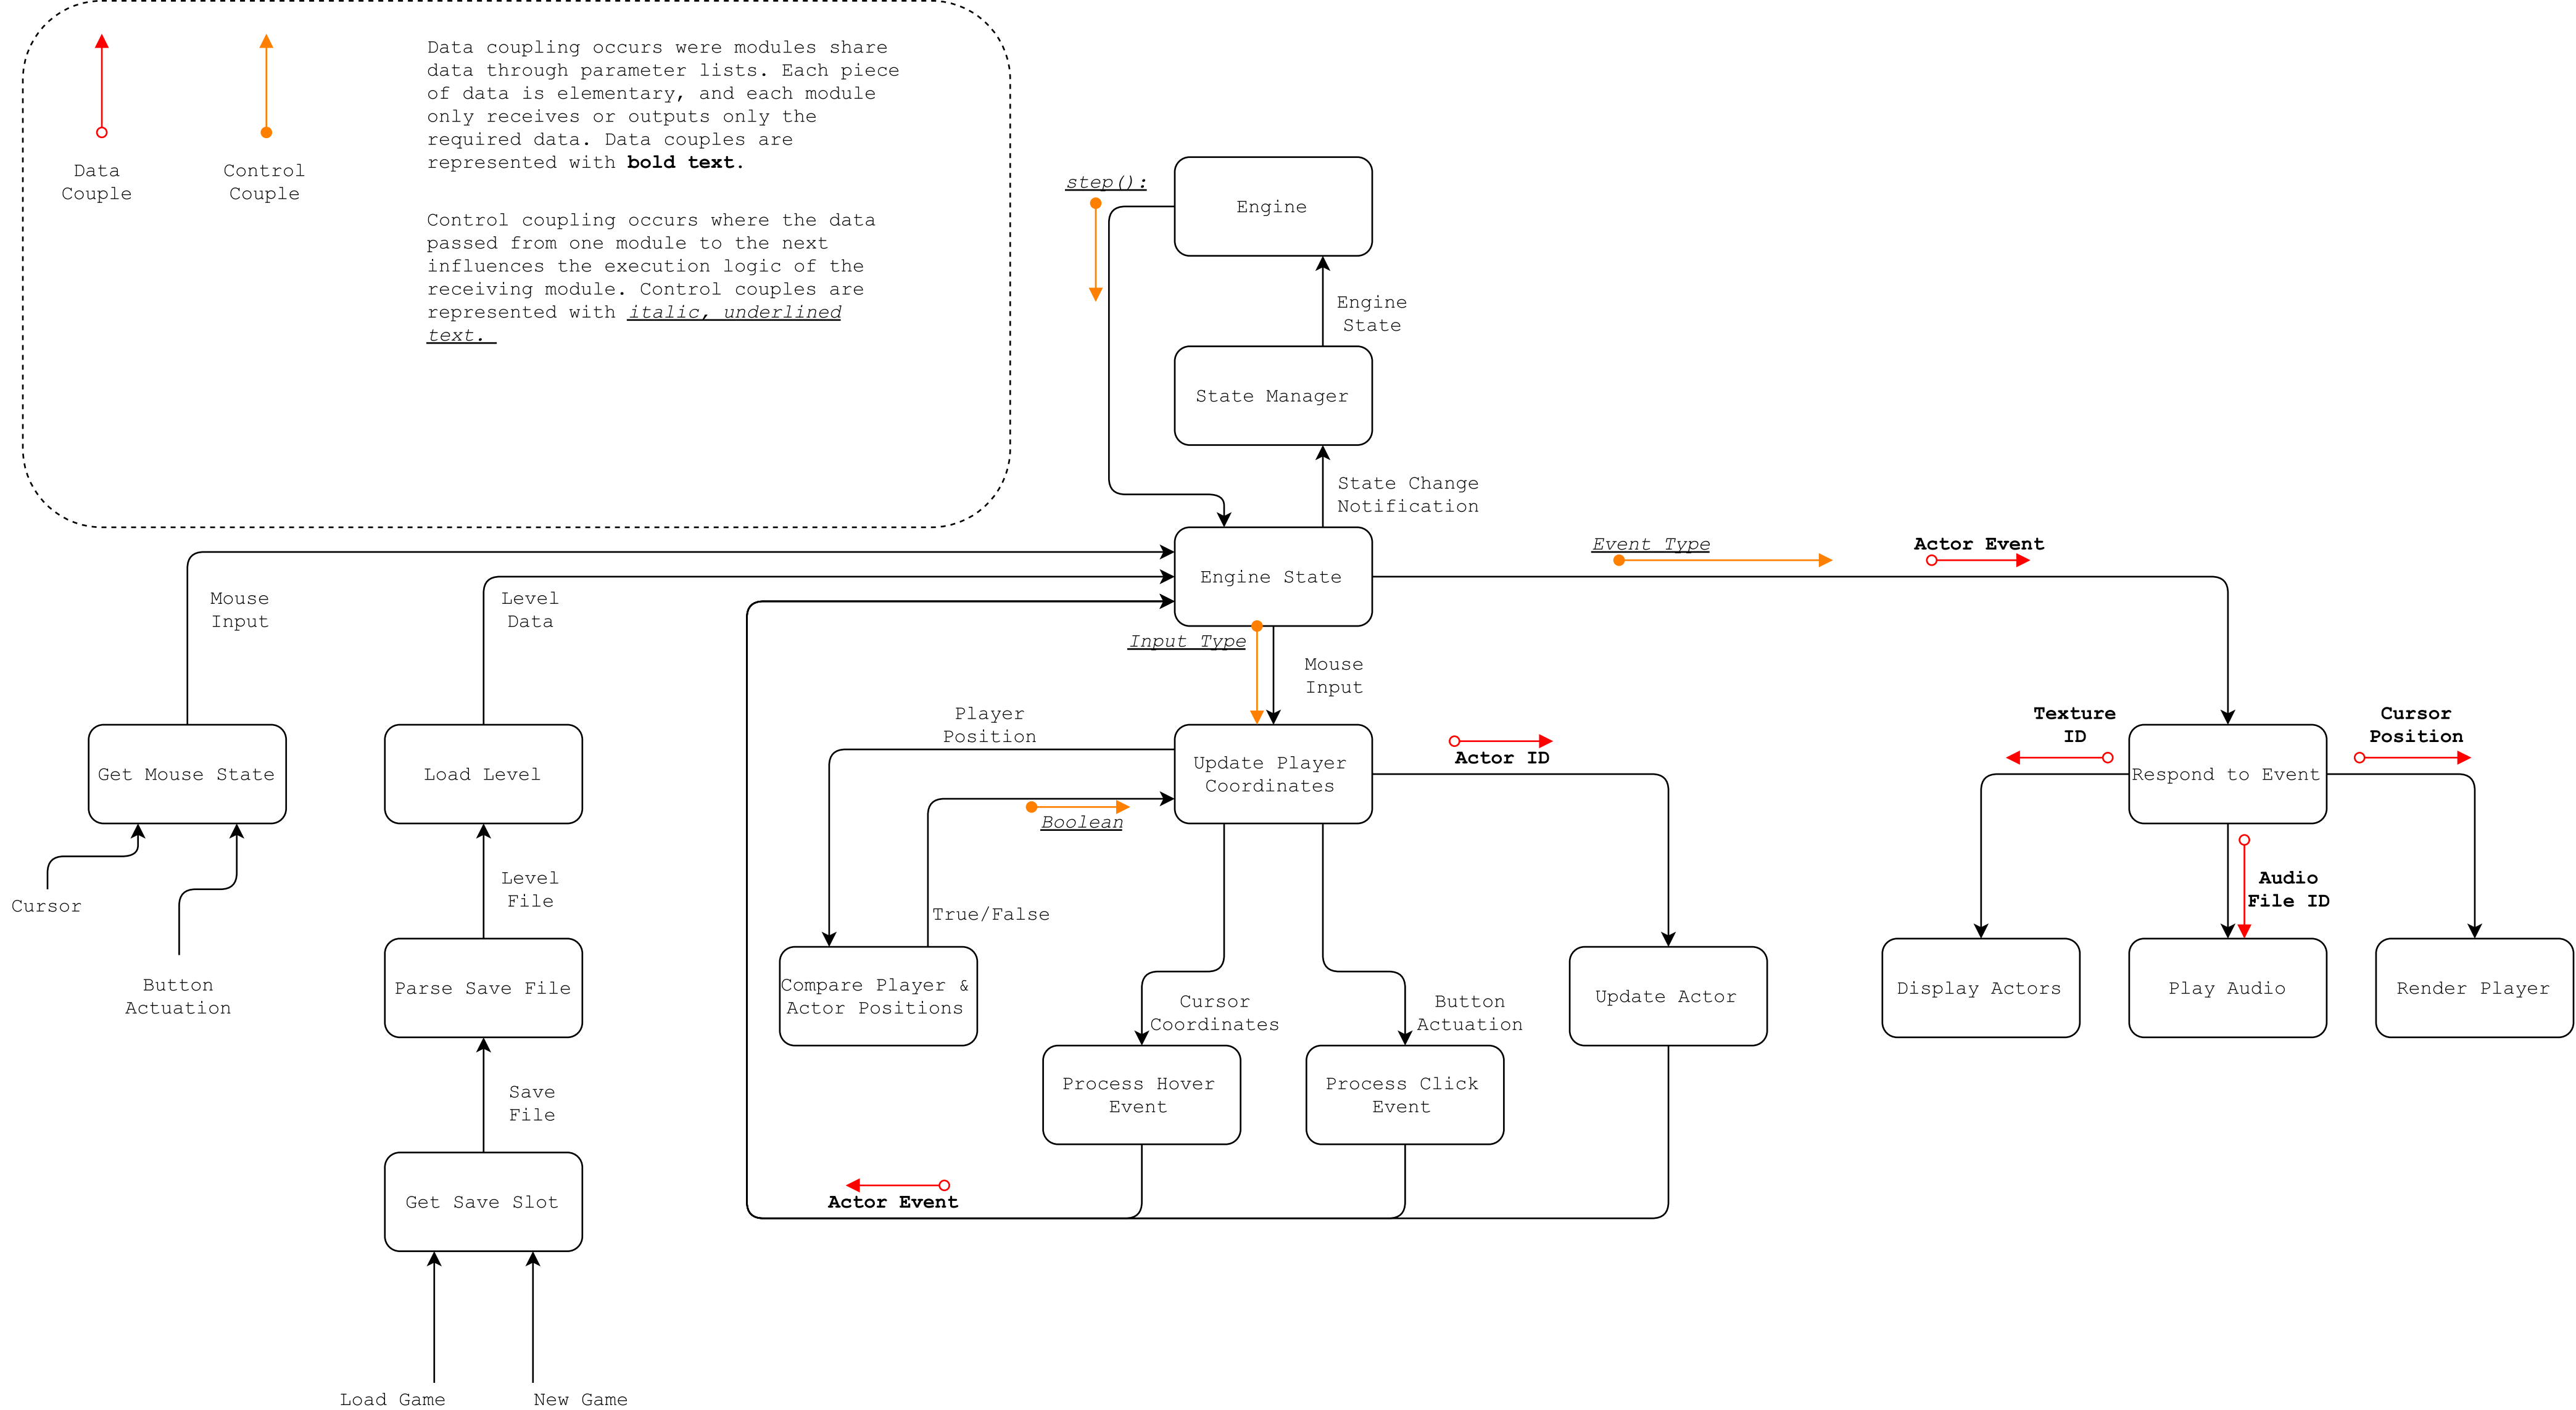 Data coupling occurs were modules share
data through parameter lists. Each piece
of data is elementary, and each module
only receives or outputs only the
required data. Data couples are
represented with bold text.
Data
Couple
Control
Couple
Control coupling occurs where the data
passed from one module to the next
influences the execution logic of the
receiving module. Control couples are
represented with italic, underlined
text.
step():
Engine
Engine
State
State Manager
State Change
Notification
Engine State
Event Type
Actor Event
Mouse
Input
Level
Data
Input Type
Mouse
Input
Player
Position
Get Mouse State
Load Level
Update Player
Coordinates
Actor ID
Boolean
Texture
ID
Respond to Event
Cursor
Position
Cursor
Button
Actuation
Level
File
True/False
Audio
File ID
Parse Save File
Compare Player &
Actor Positions
Cursor
Coordinates
Button
Actuation
Update Actor
Display Actors
Play Audio
Render Player
Save
File
Process Hover
Event
Process Click
Event
Get Save Slot
Actor Event
Load Game
New Game